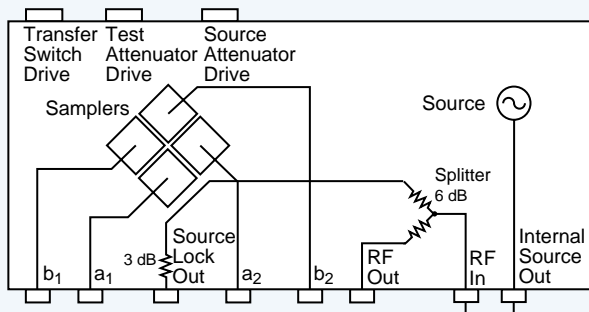 Transfer
Switch
Drive
Test
Attenuator
Drive
Source
Attenuator
Drive
Samplers
Source
Splitter
6 dB
3 dB
Source
Lock
Out
b1
a1
a2
b2
RF
Out
RF
In
Internal
Source
Out